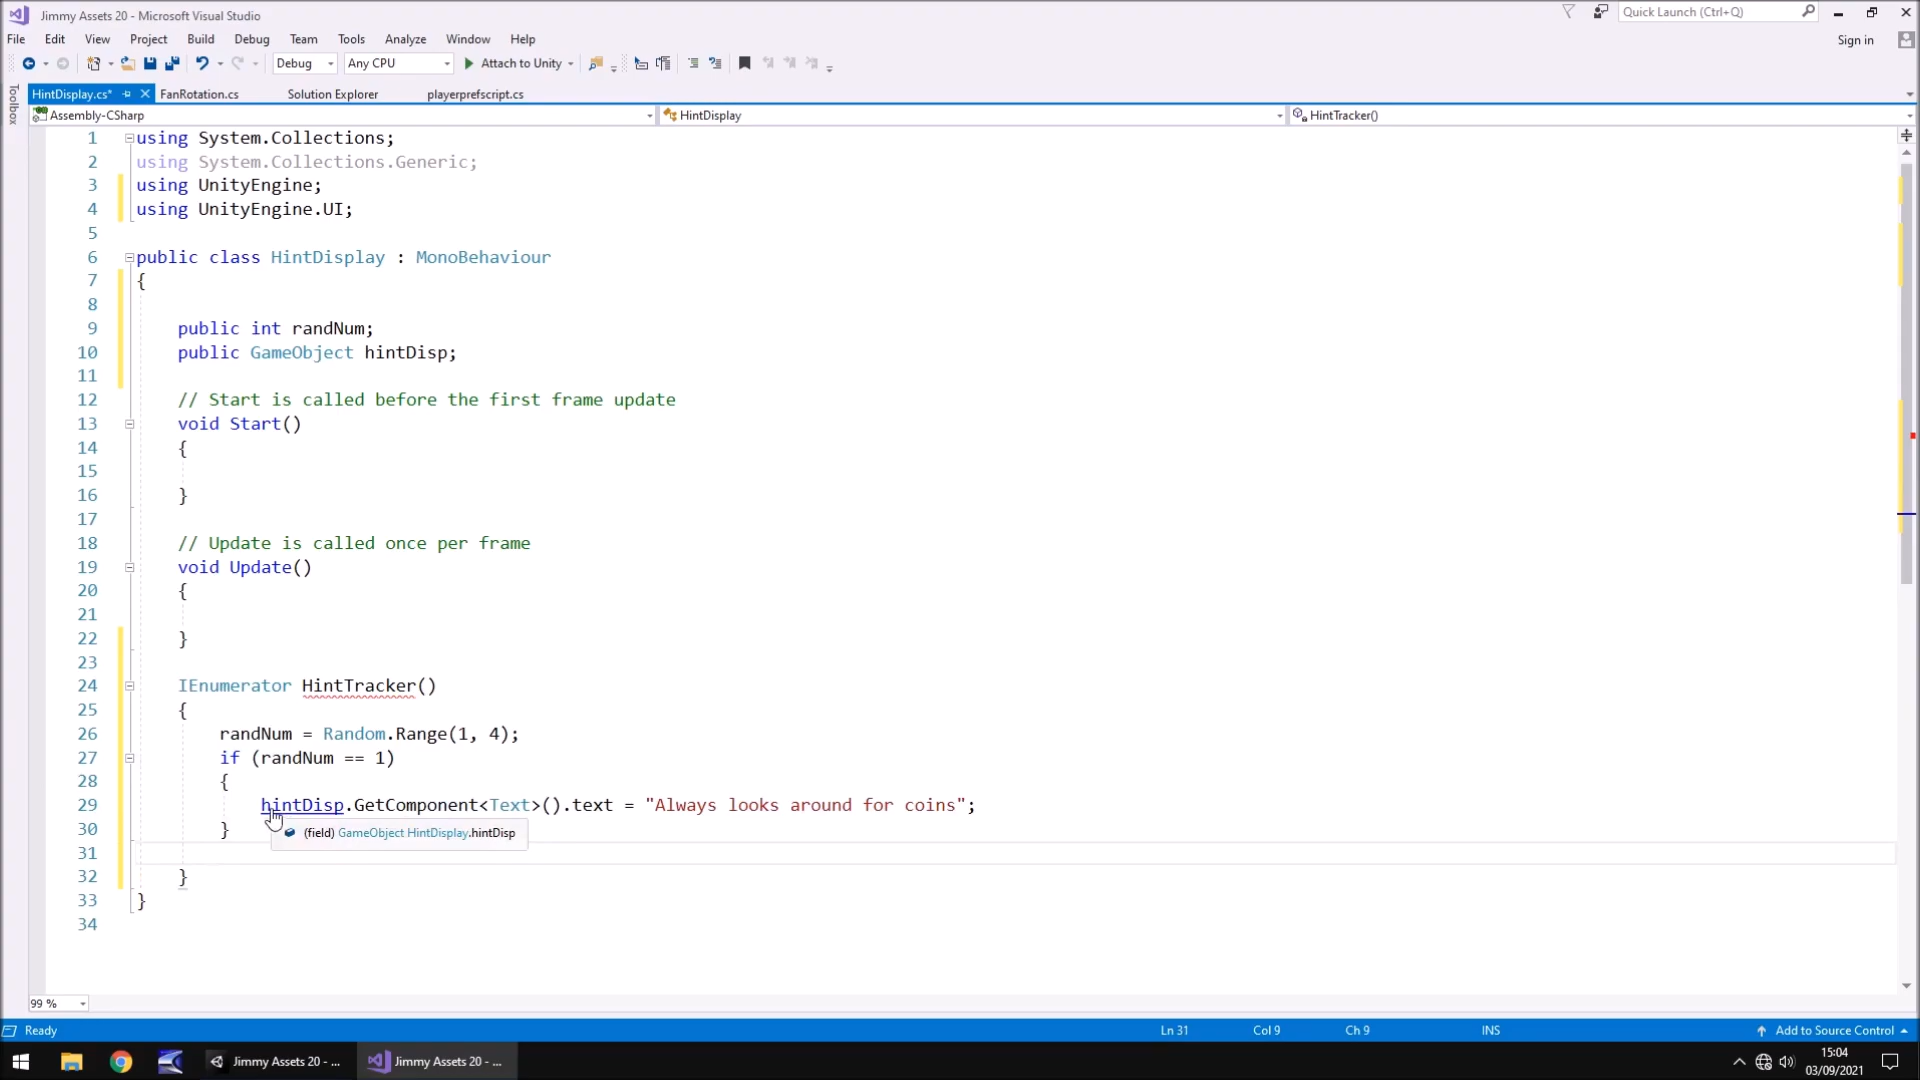 Jimmy Assets 20 - Microsoft Visual Studio
Quick Launch (Ctrl+Q)
File Edit View Project Build Debug Team Tools Analyze Window Help
Sign in
Debug Any CPU Attach to Unity
Toolbox
HintDisplay.cs* FanRotation.cs Solution Explorer playerprefscript.cs
Assembly-CSharp HintDisplay HintTracker()
1 using System.Collections;
2 using System.Collections.Generic;
3 using UnityEngine;
4 using UnityEngine.UI;
5
6 public class HintDisplay : MonoBehaviour
7 {
8
9 public int randNum;
10 public GameObject hintDisp;
11
12 // Start is called before the first frame update
13 void Start()
14 {
15
16 }
17
18 // Update is called once per frame
19 void Update()
20 {
21
22 }
23
24 IEnumerator HintTracker()
25 {
26 randNum = Random.Range(1, 4);
27 if (randNum == 1)
28 {
29 hintDisp.GetComponent<Text>().text = "Always looks around for coins";
30 }
(field) GameObject HintDisplay.hintDisp
31
32 }
33 }
34
99 %
Ready Ln 31 Col 9 Ch 9 INS Add to Source Control
Jimmy Assets 20 - ... Jimmy Assets 20 - ... 15:04
03/09/2021